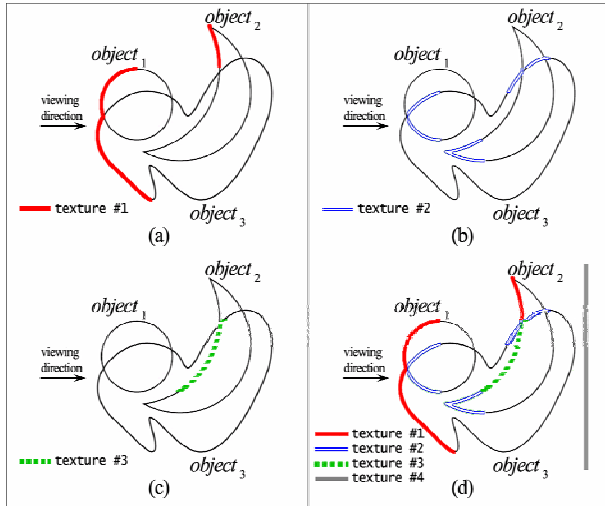 object 2
object 1
viewing
direction
texture #1
object 3
(a)
object 2
object 1
viewing
direction
texture #2
object 3
(b)
object 2
object 1
viewing
direction
texture #3
object 3
(c)
object 2
object 1
viewing
direction
texture #1
texture #2
texture #3
texture #4
object 3
(d)